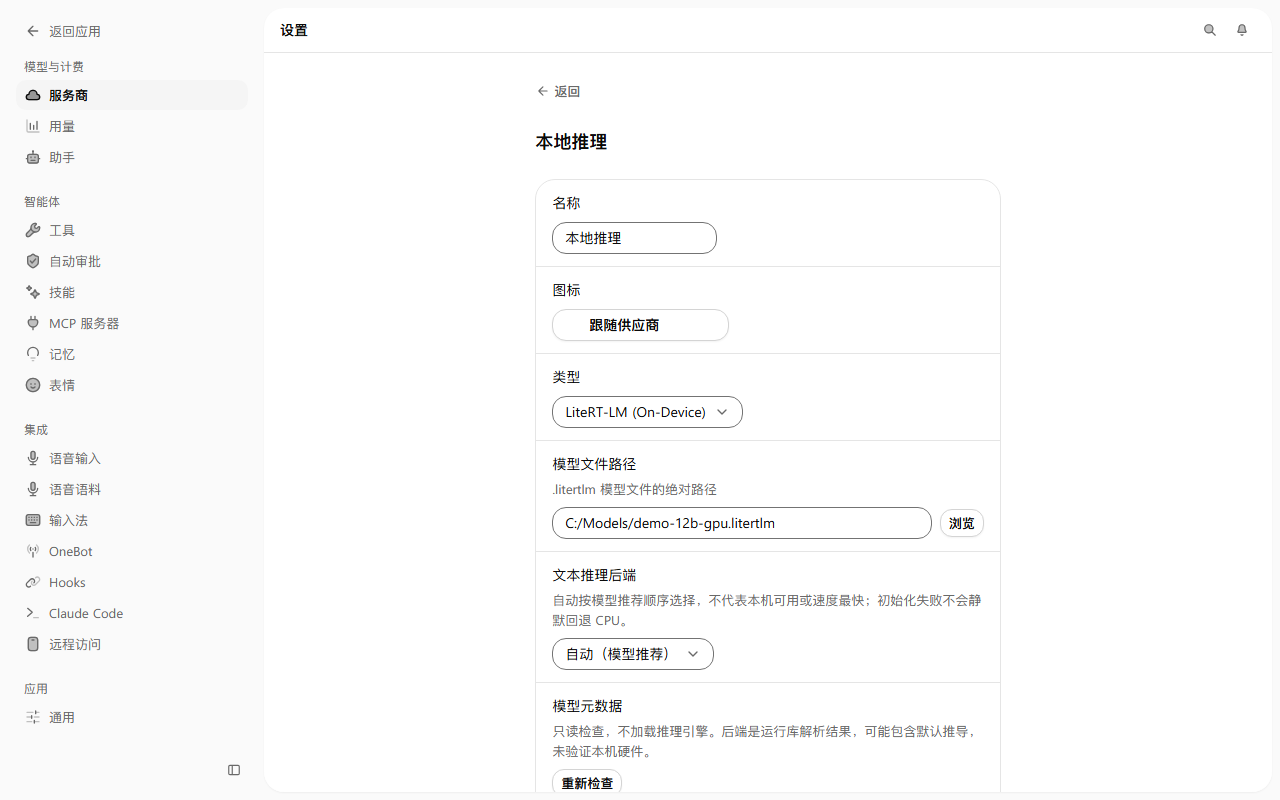 返回应用
模型与计费
服务商
用量
助手
智能体
工具
自动审批
技能
MCP 服务器
记忆
表情
集成
语音输入
语音语料
输入法
OneBot
Hooks
Claude Code
远程访问
应用
通用
设置
返回
本地推理
名称
本地推理
图标
跟随供应商
类型
LiteRT-LM (On-Device)
模型文件路径
.litertlm 模型文件的绝对路径
C:/Models/demo-12b-gpu.litertlm
浏览
文本推理后端
自动按模型推荐顺序选择，不代表本机可用或速度最快；初始化失败不会静
默回退 CPU。
自动（模型推荐）
模型元数据
只读检查，不加载推理引擎。后端是运行库解析结果，可能包含默认推导，
未验证本机硬件。
重新检查